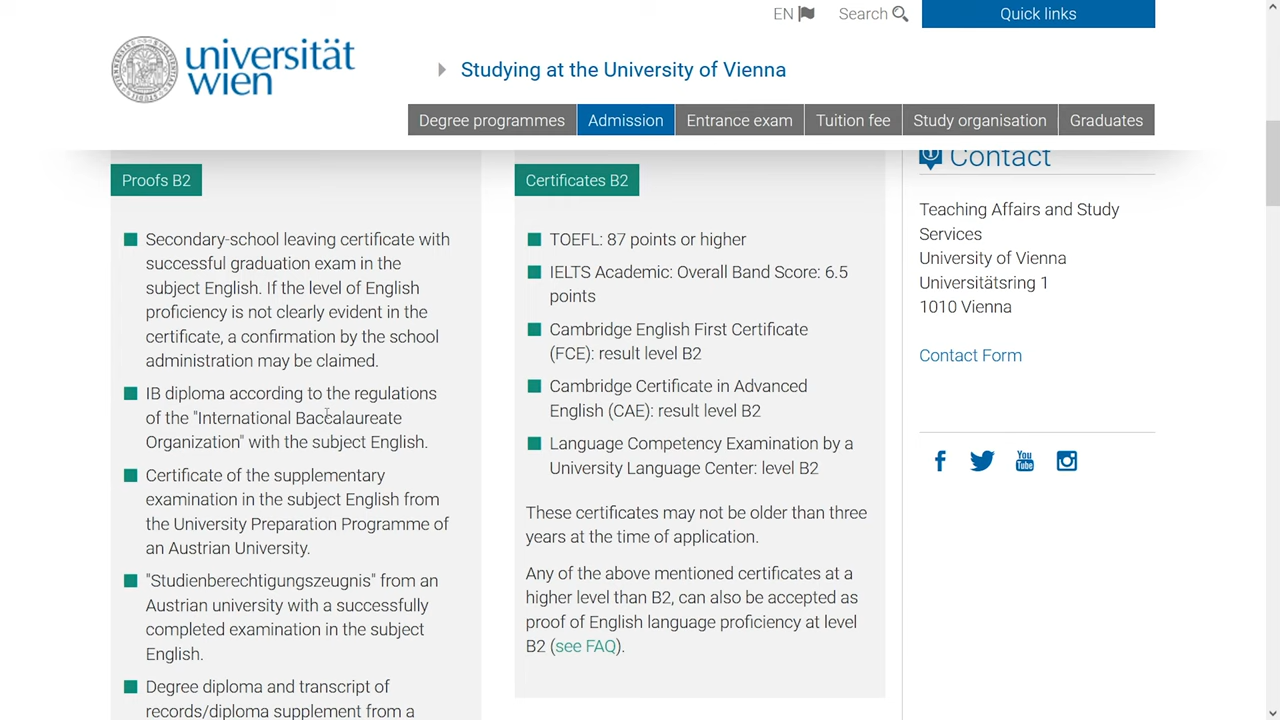 EN
Search
Quick links
universität
wien
Studying at the University of Vienna
Degree programmes
Admission
Entrance exam
Tuition fee
Study organisation
Graduates
Proofs B2
Secondary-school leaving certificate with
successful graduation exam in the
subject English. If the level of English
proficiency is not clearly evident in the
certificate, a confirmation by the school
administration may be claimed.
IB diploma according to the regulations
of the "International Baccalaureate
Organization" with the subject English.
Certificate of the supplementary
examination in the subject English from
the University Preparation Programme of
an Austrian University.
"Studienberechtigungszeugnis" from an
Austrian university with a successfully
completed examination in the subject
English.
Degree diploma and transcript of
records/diploma supplement from a
Certificates B2
TOEFL: 87 points or higher
IELTS Academic: Overall Band Score: 6.5
points
Cambridge English First Certificate
(FCE): result level B2
Cambridge Certificate in Advanced
English (CAE): result level B2
Language Competency Examination by a
University Language Center: level B2
These certificates may not be older than three
years at the time of application.
Any of the above mentioned certificates at a
higher level than B2, can also be accepted as
proof of English language proficiency at level
B2 (see FAQ).
Contact
Teaching Affairs and Study
Services
University of Vienna
Universitätsring 1
1010 Vienna
Contact Form
You
Tube